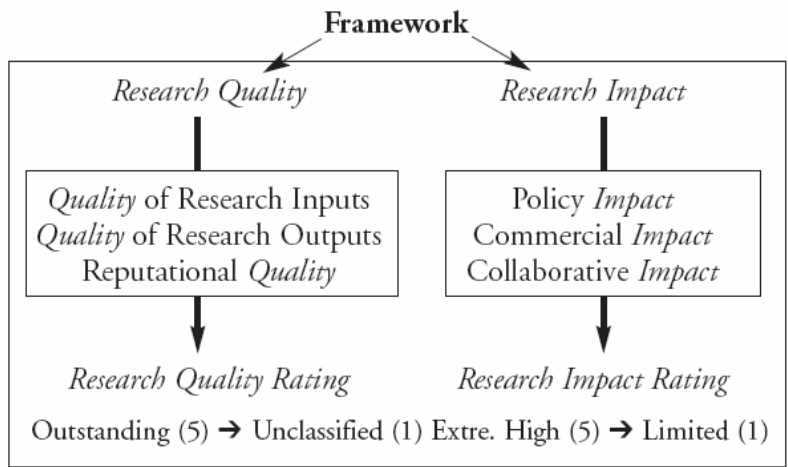 Framework
Research Quality
Research Impact
Quality of Research Inputs
Quality of Research Outputs
Reputational Quality
Policy Impact
Commercial Impact
Collaborative Impact
Research Quality Rating
Research Impact Rating
Outstanding (5) ➔ Unclassified (1) Extre. High (5) ➔ Limited (1)